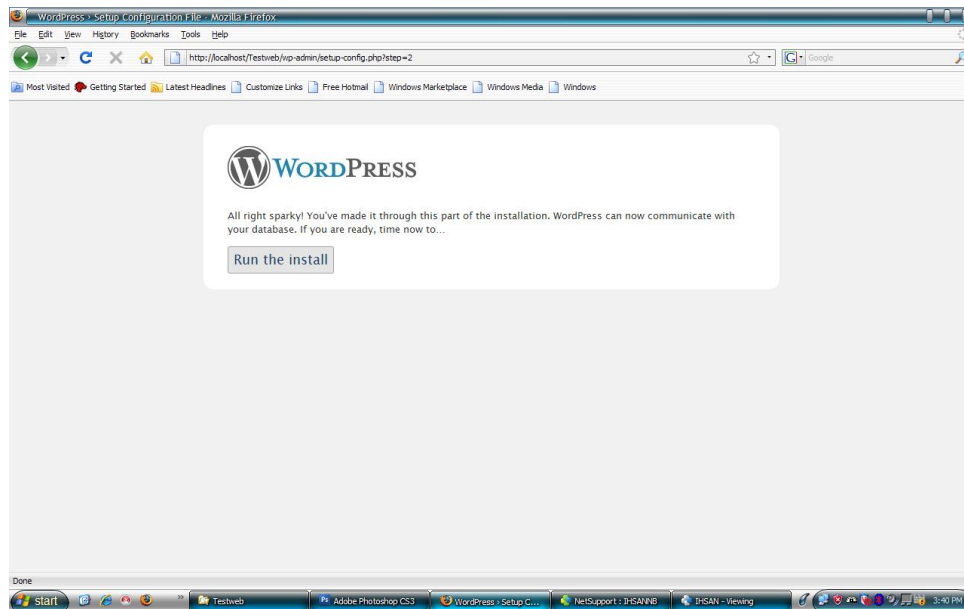 WordPress › Setup Configuration File - Mozilla Firefox
File Edit View History Bookmarks Tools Help
http://localhost/Testweb/wp-admin/setup-config.php?step=2
Google
Most Visited Getting Started Latest Headlines Customize Links Free Hotmail Windows Marketplace Windows Media Windows
WORDPRESS
All right sparky! You've made it through this part of the installation. WordPress can now communicate with
your database. If you are ready, time now to…
Run the install
Done
start Testweb Adobe Photoshop CS3 WordPress › Setup C... NetSupport : IHSANNB IHSAN - Viewing 3:40 PM